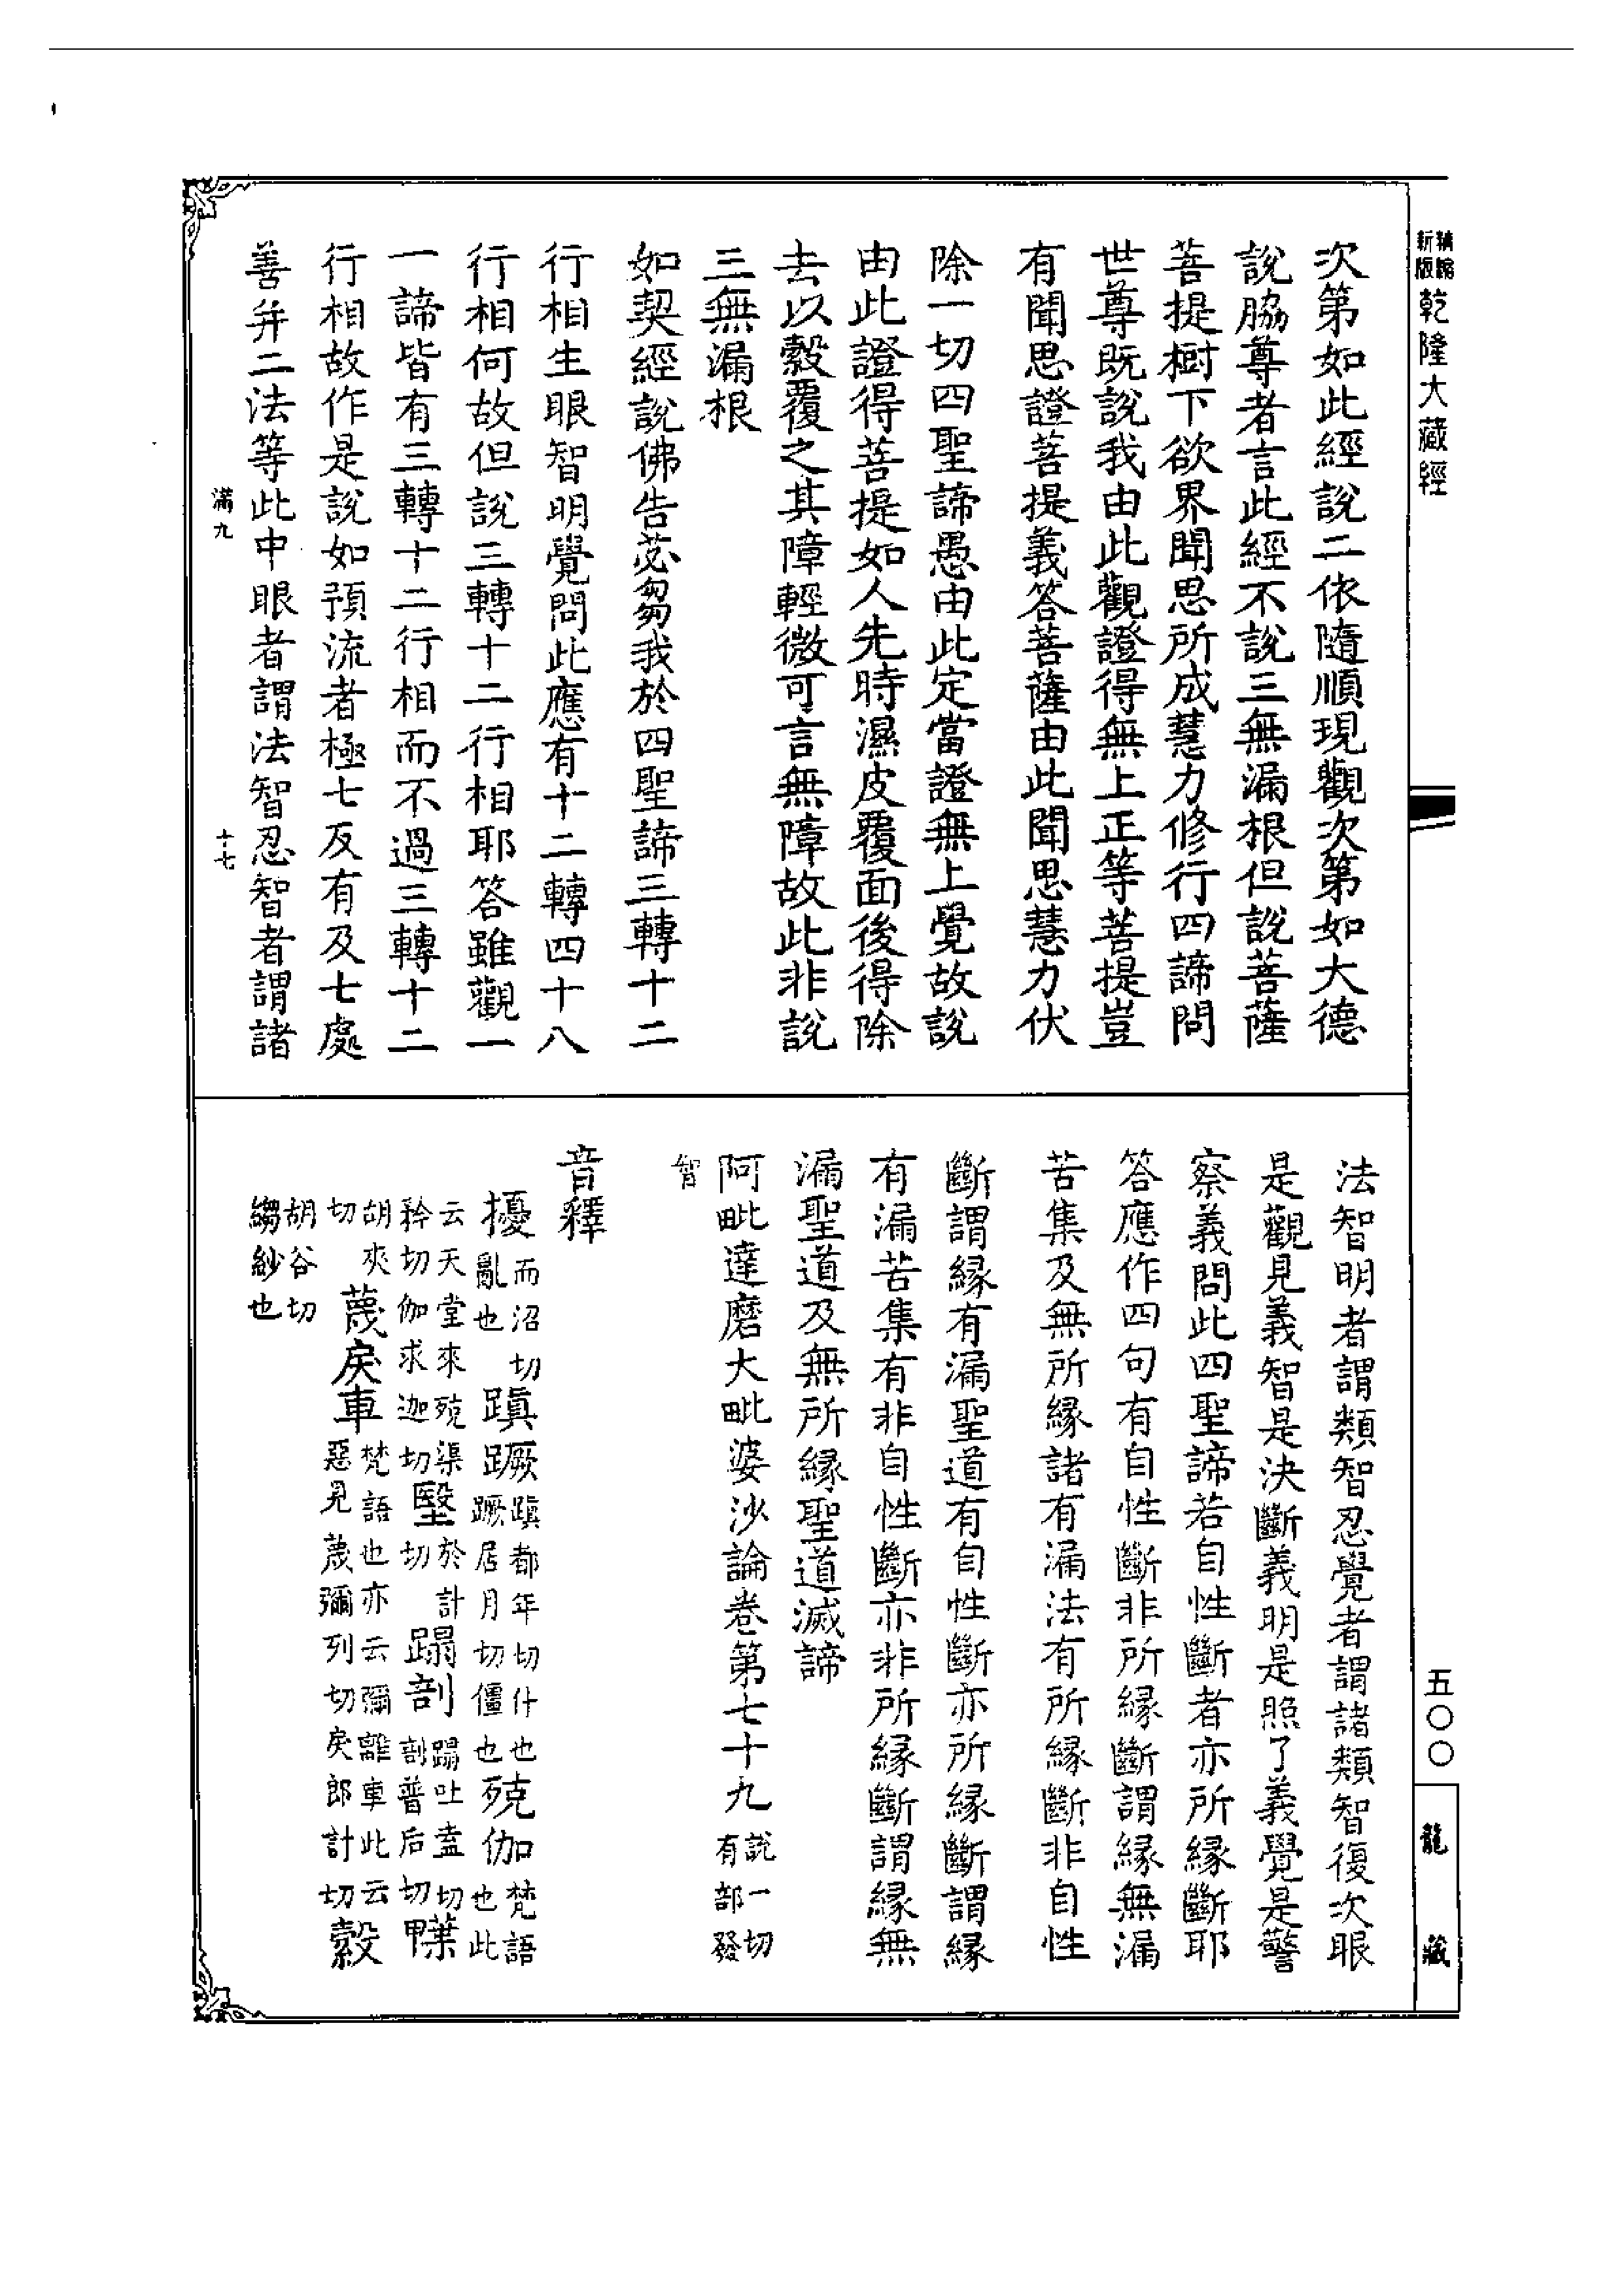 新版
精編
乾隆大藏經
次第如此經說二依隨順現觀次第如大德
說脇尊者言此經不說三無漏根但說菩薩
菩提樹下欲界聞思所成慧力修行四諦問
世尊既說我由此觀證得無上正等菩提豈
有聞思證菩提義答菩薩由此聞思慧力伏
除一切四聖諦愚由此定當證無上覺故說
由此證得菩提如人先時濕皮覆面後得除
去以縠覆之其障輕微可言無障故此非說
三無漏根
如契經說佛告苾芻我於四聖諦三轉十二
行相生眼智明覺問此應有十二轉四十八
行相何故但說三轉十二行相耶答雖觀一
一諦皆有三轉十二行相而不過三轉十二
行相故作是說如預流者極七反有及七處
善并二法等此中眼者謂法智忍智者謂諸
滿九
十七
法智明者謂類智忍覺者謂諸類智復次眼
是觀見義智是決斷義明是照了義覺是警
察義問此四聖諦若自性斷者亦所緣斷耶
答應作四句有自性斷非所緣斷謂緣無漏
苦集及無所緣諸有漏法有所緣斷非自性
斷謂緣有漏聖道有自性斷亦所緣斷謂緣
有漏苦集有非自性斷亦非所緣斷謂緣無
漏聖道及無所緣聖道滅諦
阿毗達磨大毗婆沙論卷第七十九
說一切
有部發
智
音釋
擾
而沼切
亂也
蹎蹶
蹎都年切什也
蹶居月切僵也
殑伽
梵語
也此
云天堂來殑渠
矜切伽求迦切
瞖
於計
切
蹋剖
蹋吐盍切
剖普后切
鞢
胡夾
切
蔑戾車
梵語也亦云彌離車此云
惡見蔑彌列切戾郎計切
縠
胡谷切
縐紗也
五〇〇
龍藏